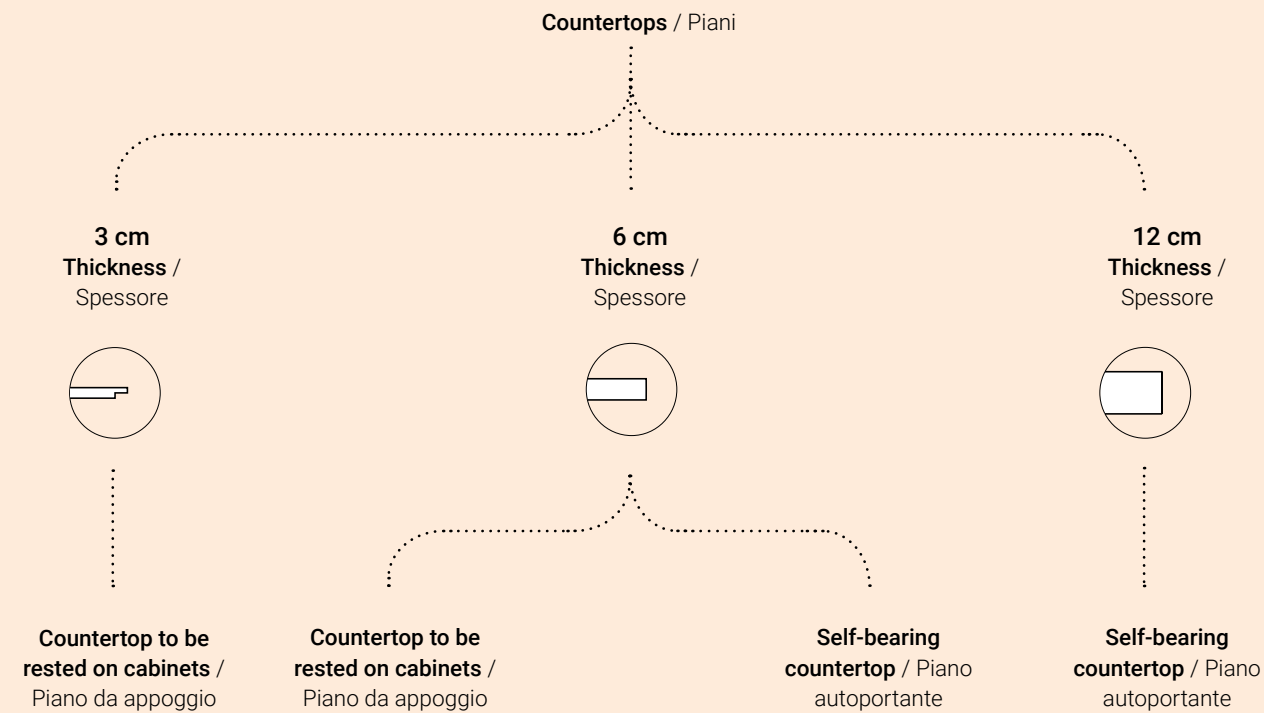 Countertops / Piani
3 cm
Thickness /
Spessore
6 cm
Thickness /
Spessore
12 cm
Thickness /
Spessore
Countertop to be
rested on cabinets /
Piano da appoggio
Countertop to be
rested on cabinets /
Piano da appoggio
Self-bearing
countertop / Piano
autoportante
Self-bearing
countertop / Piano
autoportante